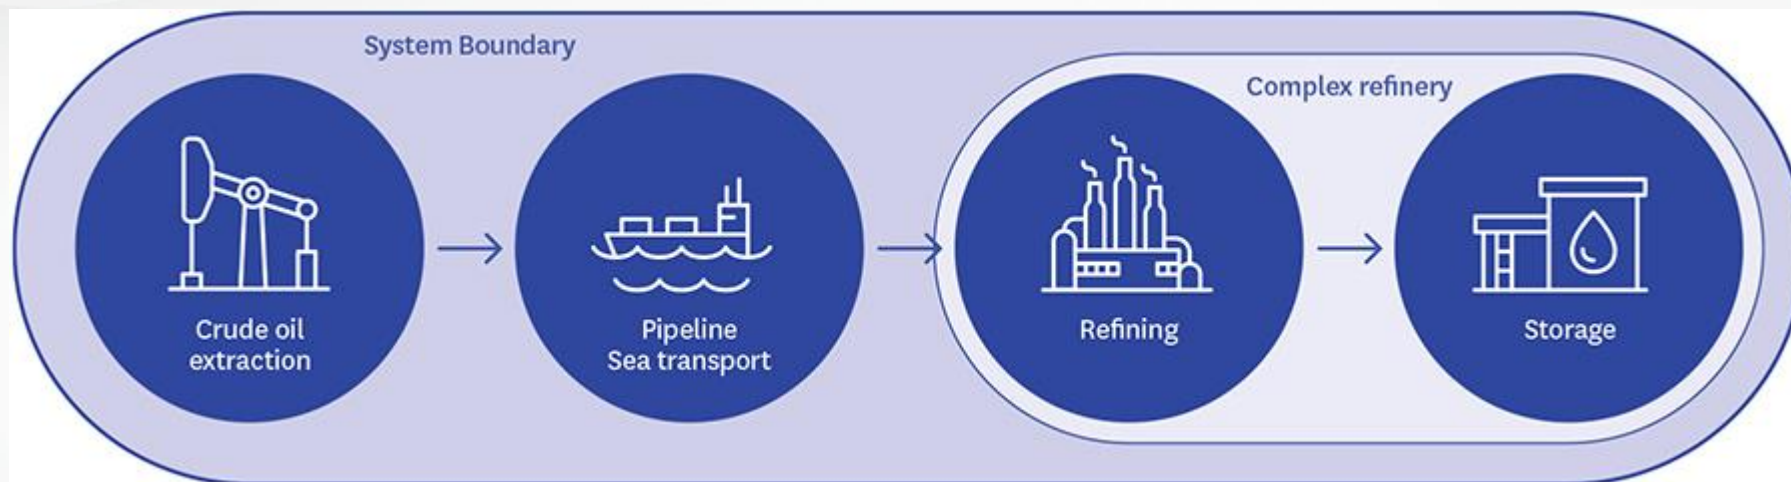 System Boundary
Complex refinery
Crude oil
extraction
Pipeline
Sea transport
Refining
Storage